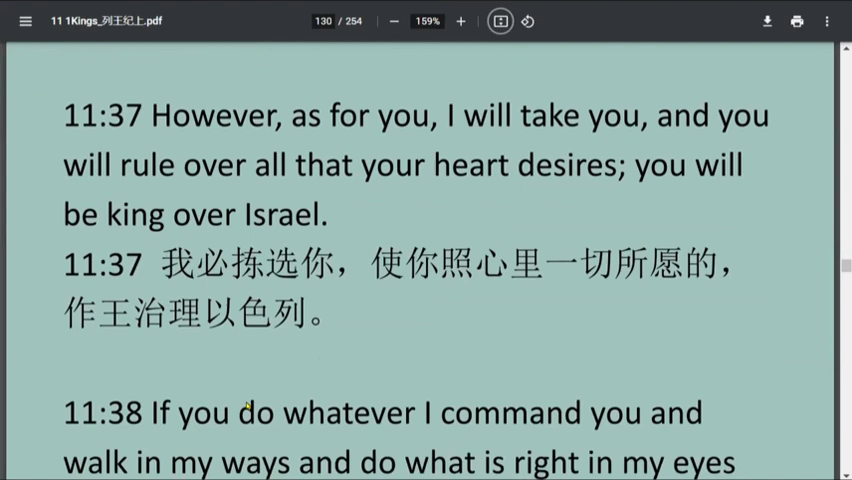 11 1Kings_列王纪上.pdf
130 / 254
159%
11:37 However, as for you, I will take you, and you
will rule over all that your heart desires; you will
be king over Israel.
11:37 我必拣选你，使你照心里一切所愿的，
作王治理以色列。
11:38 If you do whatever I command you and
walk in my ways and do what is right in my eyes